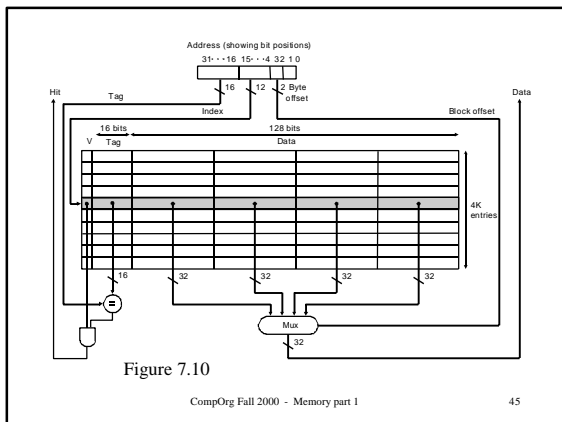 Address (showing bit positions)
31 · · · 16 15 · · · 4 3 2 1 0
Hit
Data
Tag
16
12
2
Byte
offset
Index
Block offset
16 bits
128 bits
V
Tag
Data
4K
entries
16
32
32
32
32
=
Mux
32
Figure 7.10
CompOrg Fall 2000 - Memory part 1
45